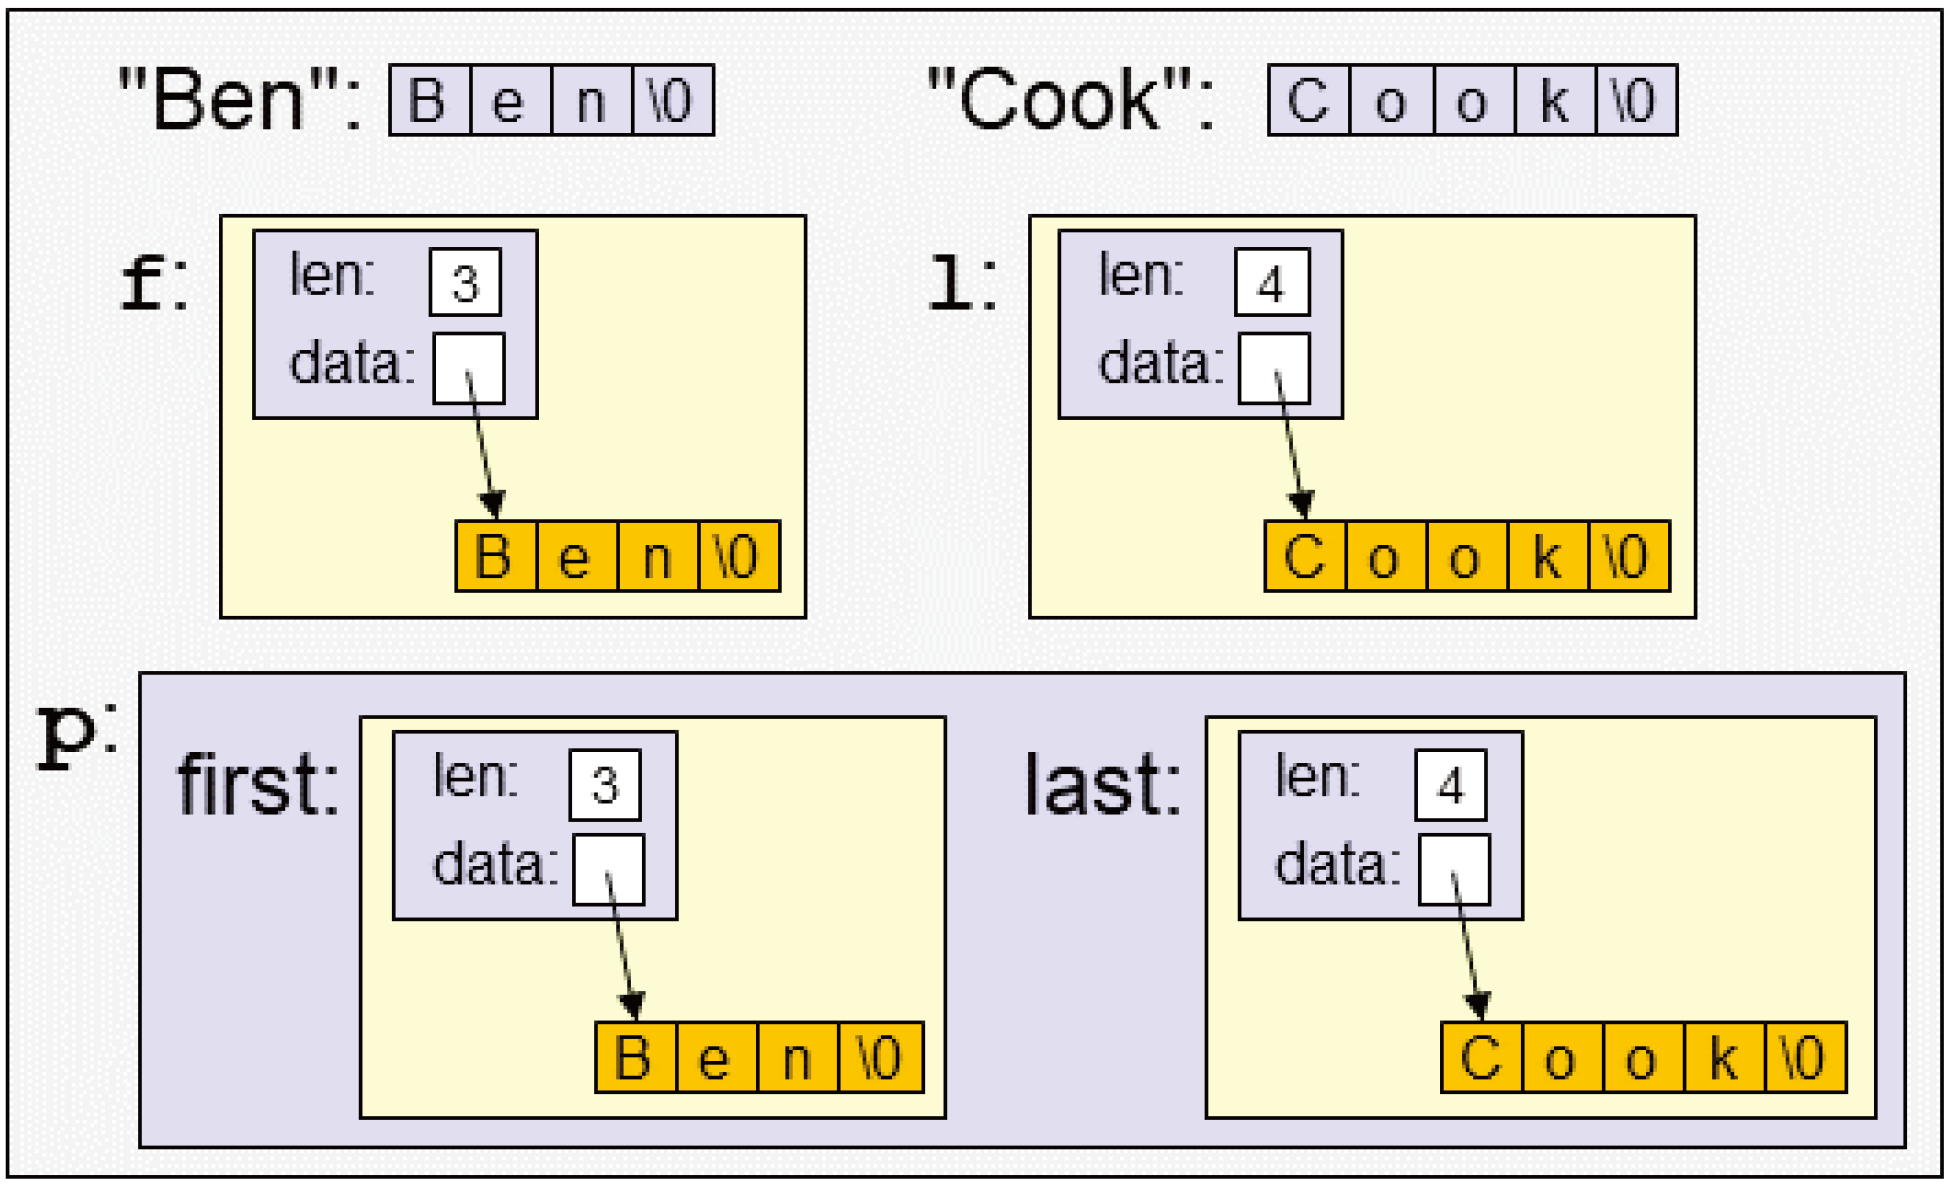 "Ben": B e n \0 "Cook": C o o k \0
f: len: 3 l: len: 4
data: data:
B e n \0 C o o k \0
p: first: len: 3 last: len: 4
data: data:
B e n \0 C o o k \0